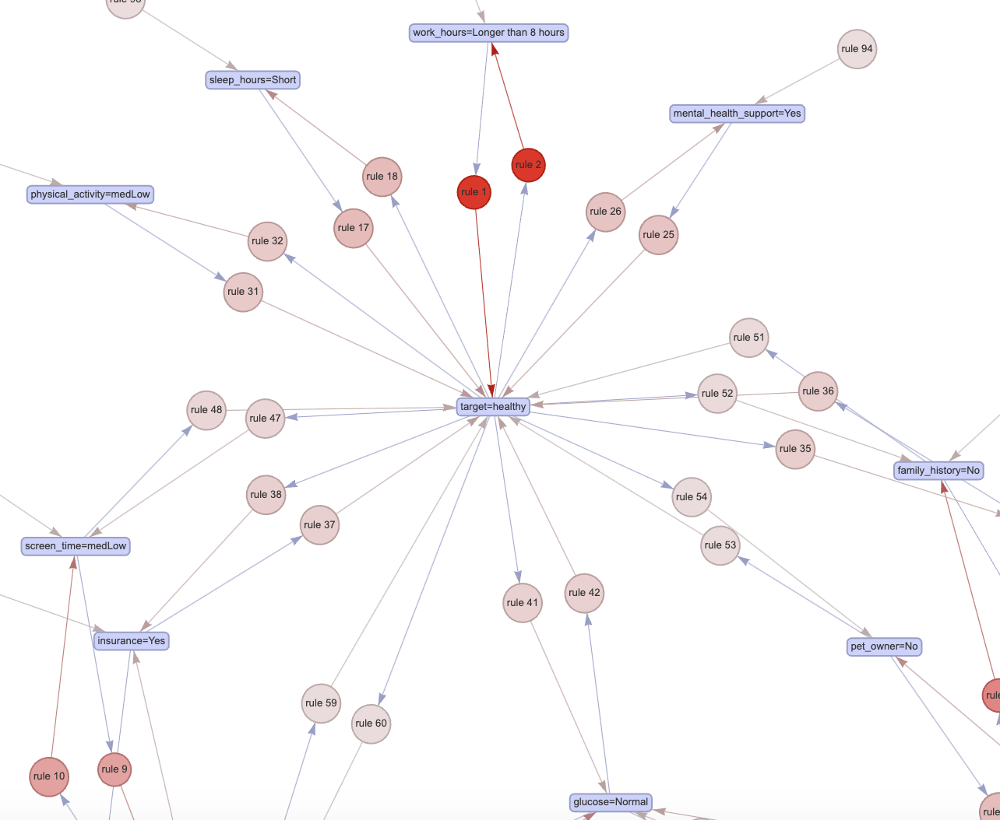 work_hours=Longer than 8 hours
rule 94
sleep_hours=Short
mental_health_support=Yes
rule 2
rule 18
rule 1
physical_activity=medLow
rule 26
rule 17
rule 25
rule 32
rule 31
rule 51
rule 36
rule 52
target=healthy
rule 48
rule 47
rule 35
family_history=No
rule 38
rule 54
rule 37
rule 53
screen_time=medLow
rule 42
rule 41
insurance=Yes
pet_owner=No
rule
rule 59
rule 60
rule 9
rule 10
glucose=Normal
rule